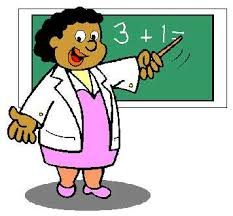 3 + 1 =